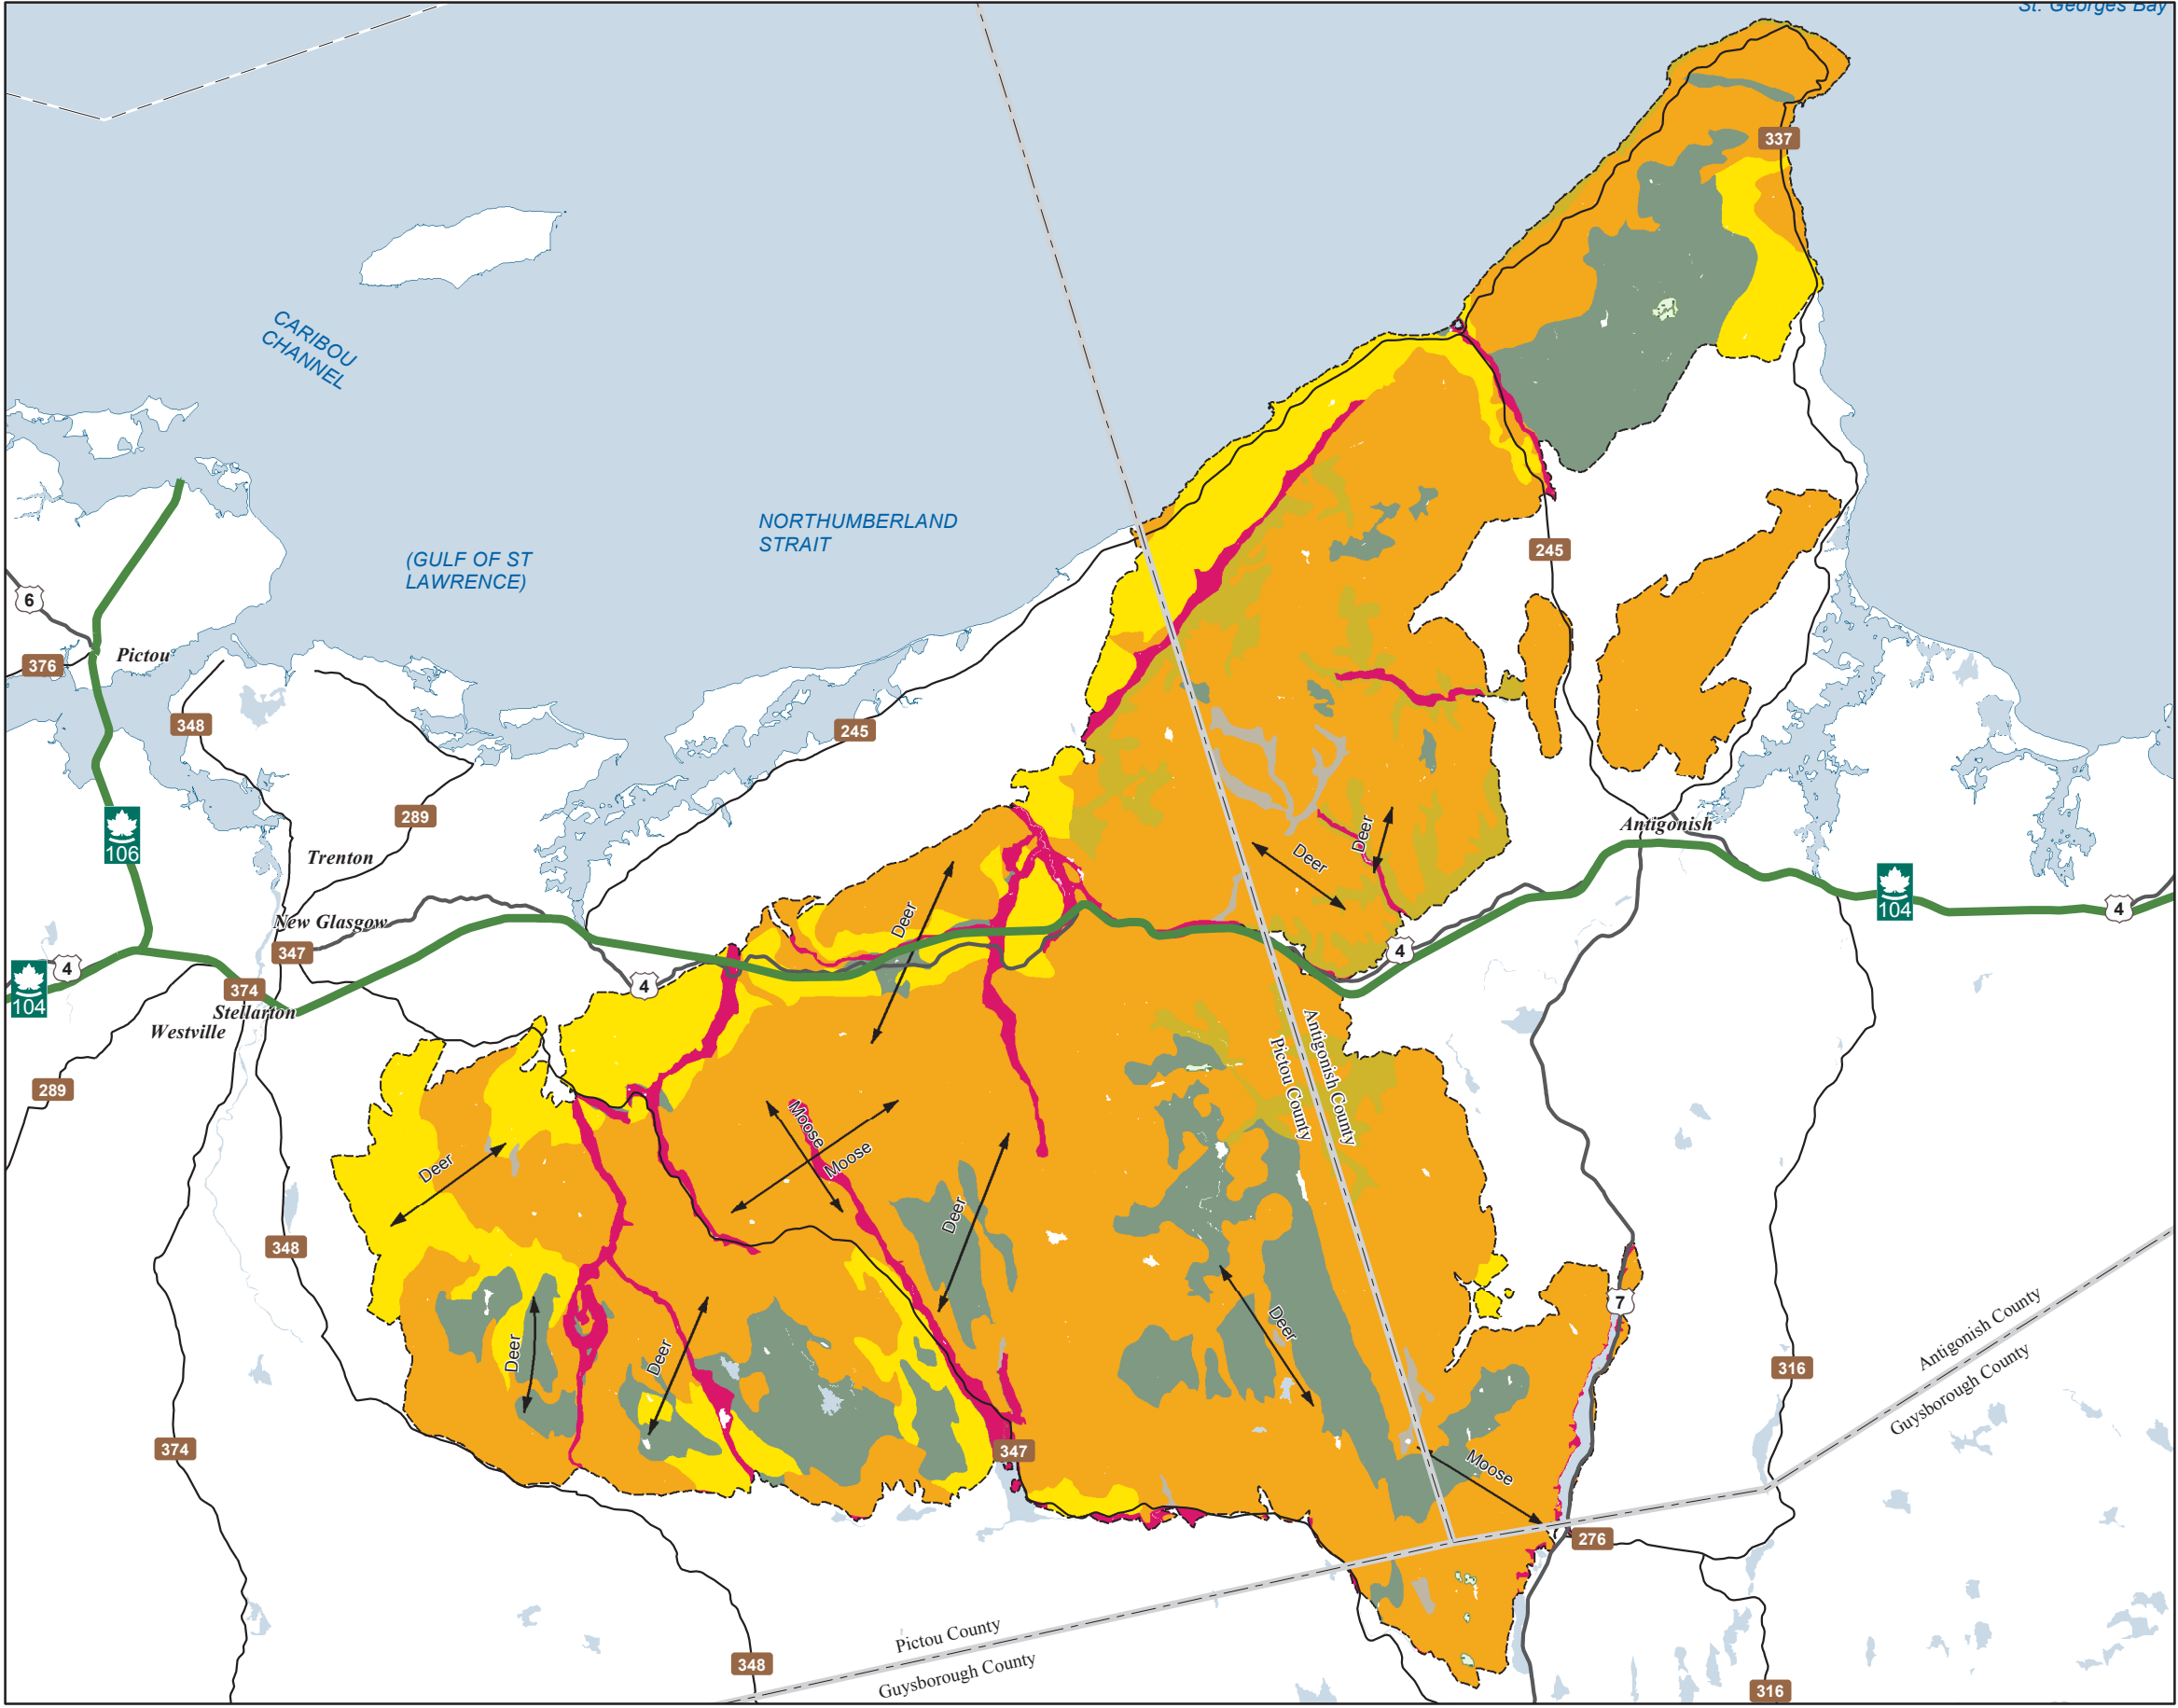 St. Georges Bay
337
CARIBOU
CHANNEL
NORTHUMBERLAND
STRAIT
(GULF OF ST
LAWRENCE)
245
6
376
Pictou
348
245
289
106
Trenton
Antigonish
Deer
Deer
104
4
New Glasgow
347
Deer
4
4
104
374
4
Stellarton
Westville
Antigonish County
Pictou County
289
Moose
Moose
Deer
Deer
348
7
Deer
Deer
Deer
Antigonish County
Guysborough County
316
374
347
Moose
276
Pictou County
Guysborough County
348
316